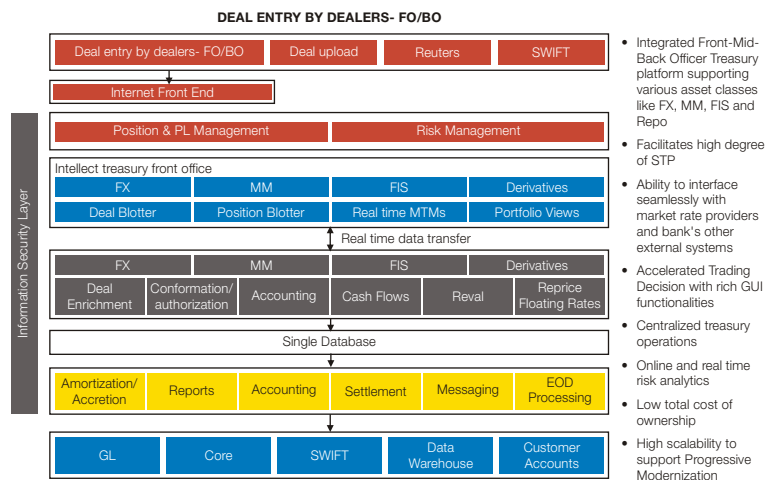 DEAL ENTRY BY DEALERS- FO/BO
Deal entry by dealers- FO/BO
Deal upload
Reuters
SWIFT
Internet Front End
Information Security Layer
Position & PL Management
Risk Management
Intellect treasury front office
FX
MM
FIS
Derivatives
Deal Blotter
Position Blotter
Real time MTMs
Portfolio Views
Real time data transfer
FX
MM
FIS
Derivatives
Deal
Enrichment
Conformation/
authorization
Accounting
Cash Flows
Reval
Reprice
Floating Rates
Single Database
Amortization/
Accretion
Reports
Accounting
Settlement
Messaging
EOD
Processing
GL
Core
SWIFT
Data
Warehouse
Customer
Accounts
• Integrated Front-Mid-
Back Officer Treasury
platform supporting
various asset classes
like FX, MM, FIS and
Repo
• Facilitates high degree
of STP
• Ability to interface
seamlessly with
market rate providers
and bank's other
external systems
• Accelerated Trading
Decision with rich GUI
functionalities
• Centralized treasury
operations
• Online and real time
risk analytics
• Low total cost of
ownership
• High scalability to
support Progressive
Modernization